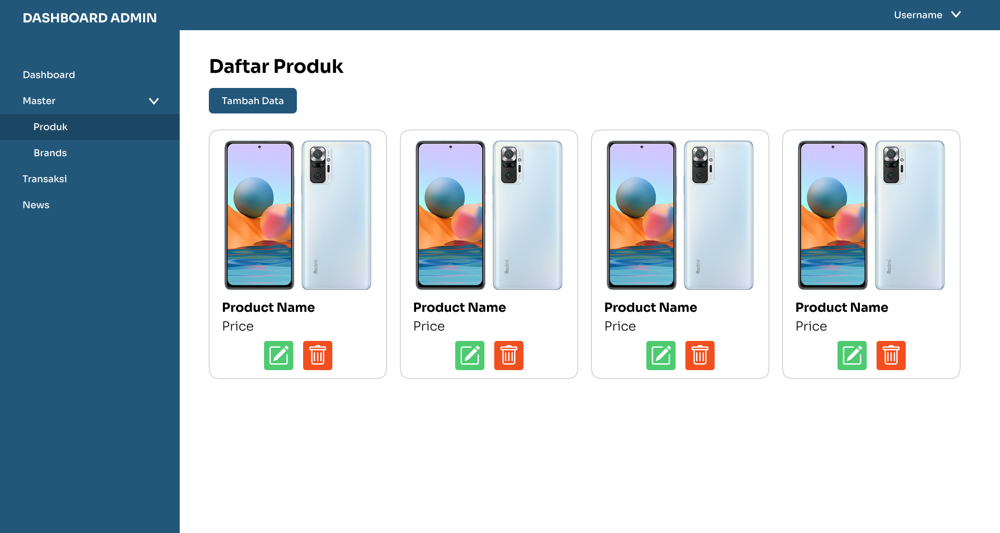 DASHBOARD ADMIN
Username
Dashboard
Master
Produk
Brands
Transaksi
News
Daftar Produk
Tambah Data
Redmi
Redmi
Redmi
Redmi
Product Name
Price
Product Name
Price
Product Name
Price
Product Name
Price